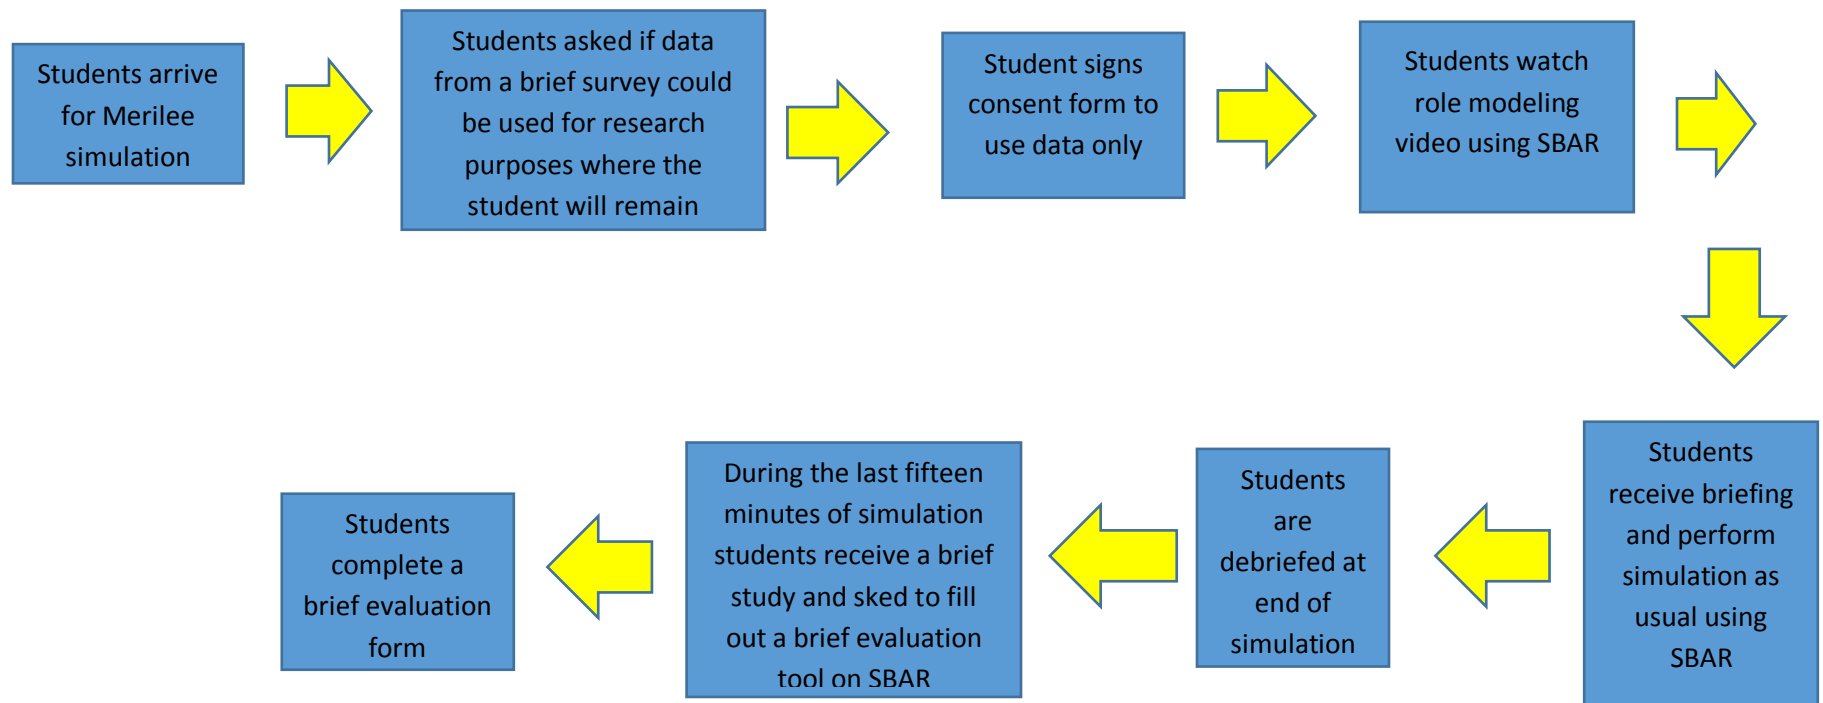 Students arrive
for Merilee
simulation
Students asked if data
from a brief survey could
be used for research
purposes where the
student will remain
Student signs
consent form to
use data only
Students watch
role modeling
video using SBAR
Students
receive briefing
and perform
simulation as
usual using
SBAR
Students
are
debriefed at
end of
simulation
During the last fifteen
minutes of simulation
students receive a brief
study and sked to fill
out a brief evaluation
tool on SBAR
Students
complete a
brief evaluation
form